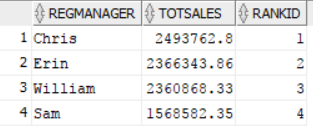 REGMANAGER TOTSALES RANKID
1 Chris 2493762.8 1
2 Erin 2366343.86 2
3 William 2360868.33 3
4 Sam 1568582.35 4